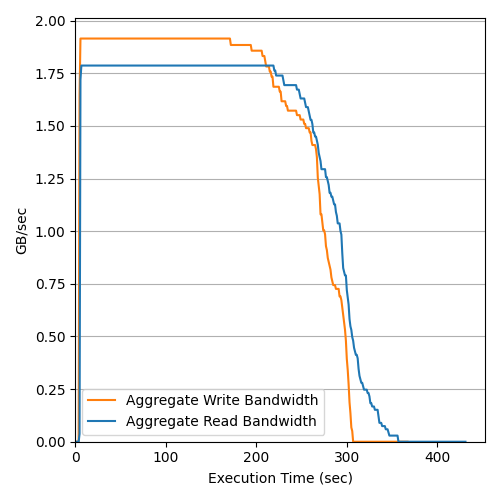 2.00
1.75
1.50
1.25
1.00
0.75
0.50
0.25
0.00
GB/sec
Aggregate Write Bandwidth
Aggregate Read Bandwidth
0 100 200 300 400
Execution Time (sec)